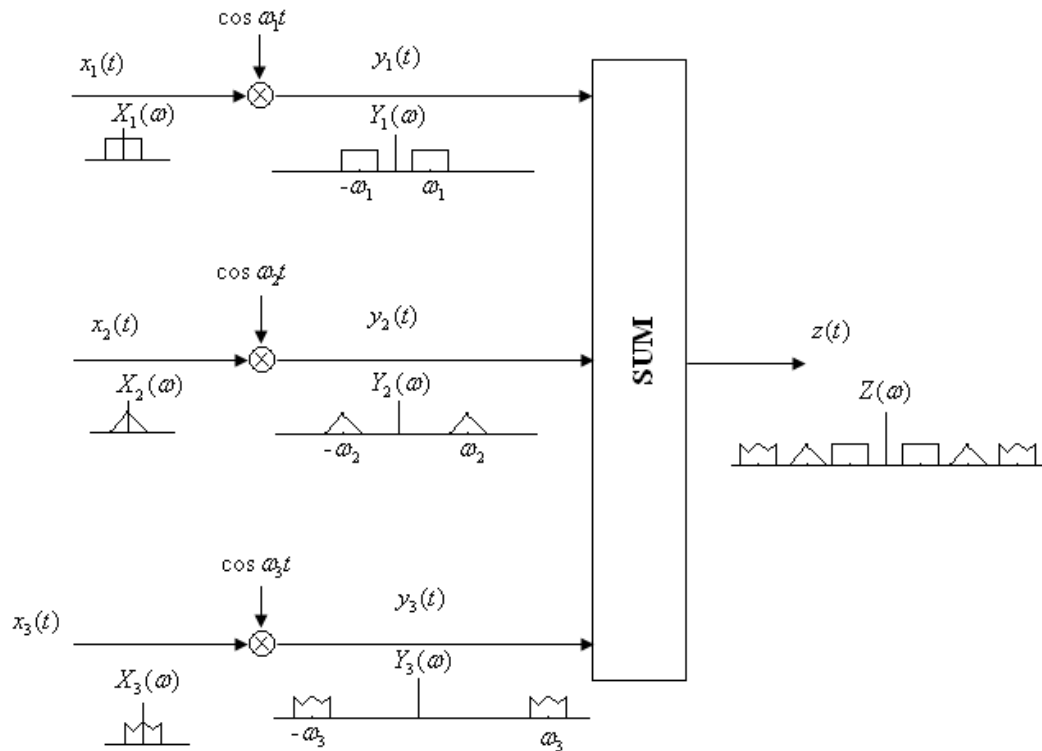 cos ω₁t
x₁(t)
y₁(t)
X₁(ω)
Y₁(ω)
-ω₁
ω₁
cos ω₂t
x₂(t)
y₂(t)
X₂(ω)
Y₂(ω)
-ω₂
ω₂
SUM
z(t)
Z(ω)
cos ω₃t
x₃(t)
y₃(t)
X₃(ω)
Y₃(ω)
-ω₃
ω₃